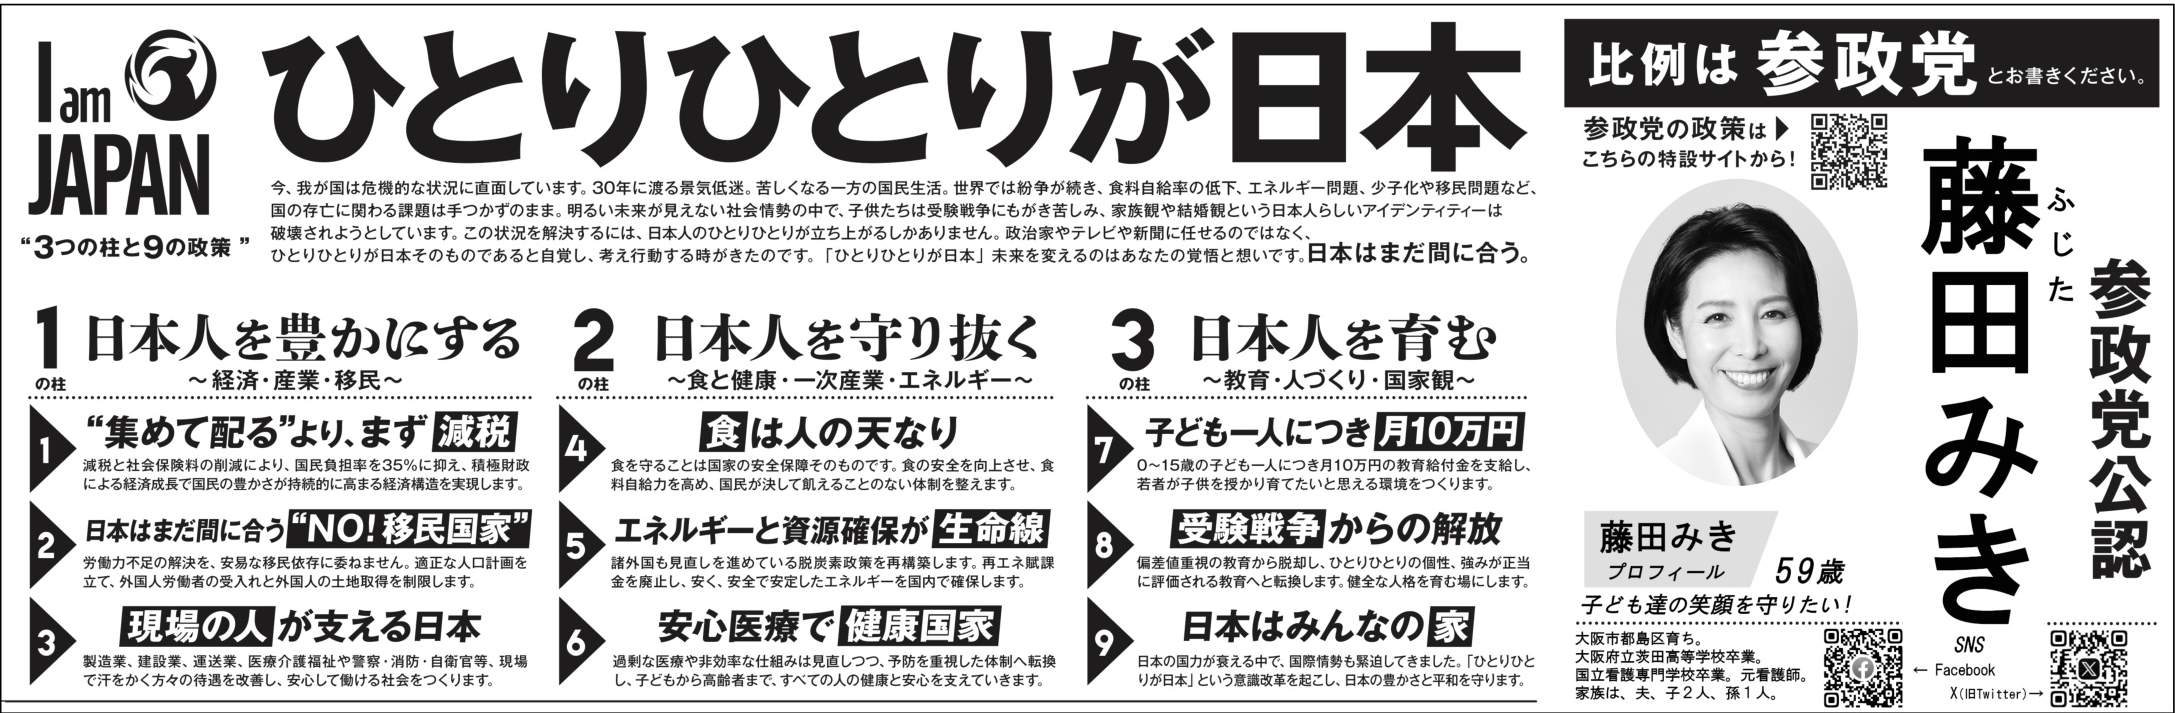 I am
JAPAN
“3つの柱と9の政策”
ひとりひとりが日本
今、我が国は危機的な状況に直面しています。30年に渡る景気低迷。苦しくなる一方の国民生活。世界では紛争が続き、食料自給率の低下、エネルギー問題、少子化や移民問題など、
国の存亡に関わる課題は手つかずのまま。明るい未来が見えない社会情勢の中で、子供たちは受験戦争にもがき苦しみ、家族観や結婚観という日本人らしいアイデンティティーは
破壊されようとしています。この状況を解決するには、日本人のひとりひとりが立ち上がるしかありません。政治家やテレビや新聞に任せるのではなく、
ひとりひとりが日本そのものであると自覚し、考え行動する時がきたのです。「ひとりひとりが日本」未来を変えるのはあなたの覚悟と想いです。日本はまだ間に合う。
1の柱 日本人を豊かにする
～経済・産業・移民～
1 “集めて配る”より、まず 減税
減税と社会保険料の削減により、国民負担率を35%に抑え、積極財政
による経済成長で国民の豊かさが持続的に高まる経済構造を実現します。
2 日本はまだ間に合う“NO!移民国家”
労働力不足の解決を、安易な移民依存に委ねません。適正な人口計画を
立て、外国人労働者の受入れと外国人の土地取得を制限します。
3 現場の人 が支える日本
製造業、建設業、運送業、医療介護福祉や警察・消防・自衛官等、現場
で汗をかく方々の待遇を改善し、安心して働ける社会をつくります。
2の柱 日本人を守り抜く
～食と健康・一次産業・エネルギー～
4 食は人の天なり
食を守ることは国家の安全保障そのものです。食の安全を向上させ、食
料自給力を高め、国民が決して飢えることのない体制を整えます。
5 エネルギーと資源確保が 生命線
諸外国も見直しを進めている脱炭素政策を再構築します。再エネ賦課
金を廃止し、安く、安全で安定したエネルギーを国内で確保します。
6 安心医療で 健康国家
過剰な医療や非効率な仕組みは見直しつつ、予防を重視した体制へ転換
し、子どもから高齢者まで、すべての人の健康と安心を支えていきます。
3の柱 日本人を育む
～教育・人づくり・国家観～
7 子ども一人につき 月10万円
0～15歳の子ども一人につき月10万円の教育給付金を支給し、
若者が子供を授かり育てたいと思える環境をつくります。
8 受験戦争 からの解放
偏差値重視の教育から脱却し、ひとりひとりの個性、強みが正当
に評価される教育へと転換します。健全な人格を育む場にします。
9 日本はみんなの 家
日本の国力が衰える中で、国際情勢も緊迫してきました。「ひとりひと
りが日本」という意識改革を起こし、日本の豊かさと平和を守ります。
比例は 参政党 とお書きください。
参政党の政策は▶
こちらの特設サイトから!
藤田みき
ふじた
参政党公認
藤田みき
プロフィール 59歳
子ども達の笑顔を守りたい!
大阪市都島区育ち。
大阪府立茨田高等学校卒業。
国立看護専門学校卒業。元看護師。
家族は、夫、子2人、孫1人。
SNS
← Facebook
X(旧Twitter)→